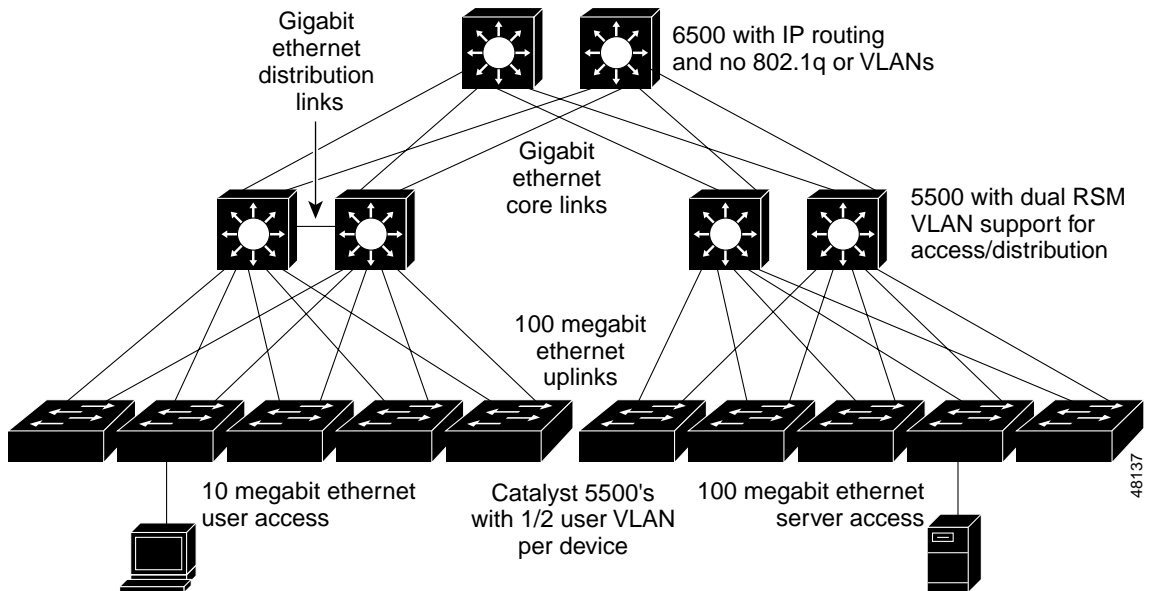 Gigabit
ethernet
distribution
links
6500 with IP routing
and no 802.1q or VLANs
Gigabit
ethernet
core links
5500 with dual RSM
VLAN support for
access/distribution
100 megabit
ethernet
uplinks
10 megabit ethernet
user access
Catalyst 5500's
with 1/2 user VLAN
per device
100 megabit ethernet
server access
48137